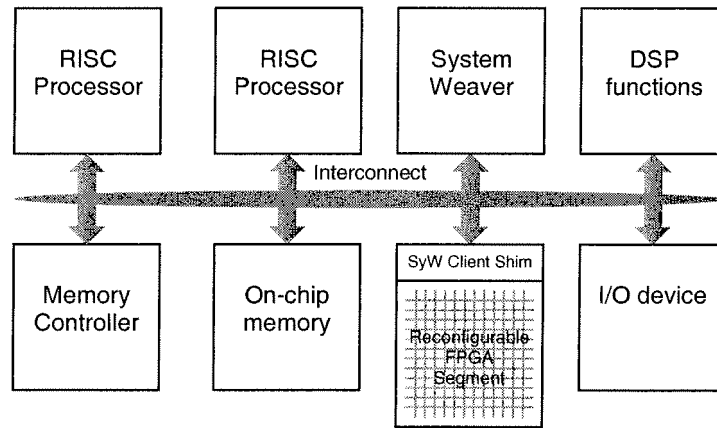 RISC
Processor
RISC
Processor
System
Weaver
DSP
functions
Interconnect
Memory
Controller
On-chip
memory
SyW Client Shim
Reconfigurable
FPGA
Segment
I/O device